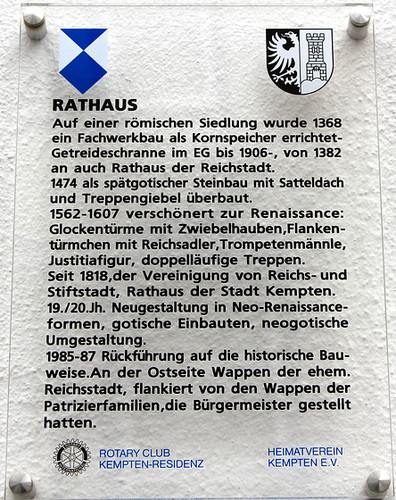 RATHAUS
Auf einer römischen Siedlung wurde 1368
ein Fachwerkbau als Kornspeicher errichtet-
Getreideschranne im EG bis 1906-, von 1382
an auch Rathaus der Reichstadt.
1474 als spätgotischer Steinbau mit Satteldach
und Treppengiebel überbaut.
1562-1607 verschönert zur Renaissance:
Glockentürme mit Zwiebelhauben,Flanken-
türmchen mit Reichsadler,Trompetenmännle,
Justitiafigur, doppelläufige Treppen.
Seit 1818,der Vereinigung von Reichs- und
Stiftstadt, Rathaus der Stadt Kempten.
19./20.Jh. Neugestaltung in Neo-Renaissance-
formen, gotische Einbauten, neogotische
Umgestaltung.
1985-87 Rückführung auf die historische Bau-
weise.An der Ostseite Wappen der ehem.
Reichsstadt, flankiert von den Wappen der
Patrizierfamilien,die Bürgermeister gestellt
hatten.
ROTARY CLUB
KEMPTEN-RESIDENZ
HEIMATVEREIN
KEMPTEN E.V.